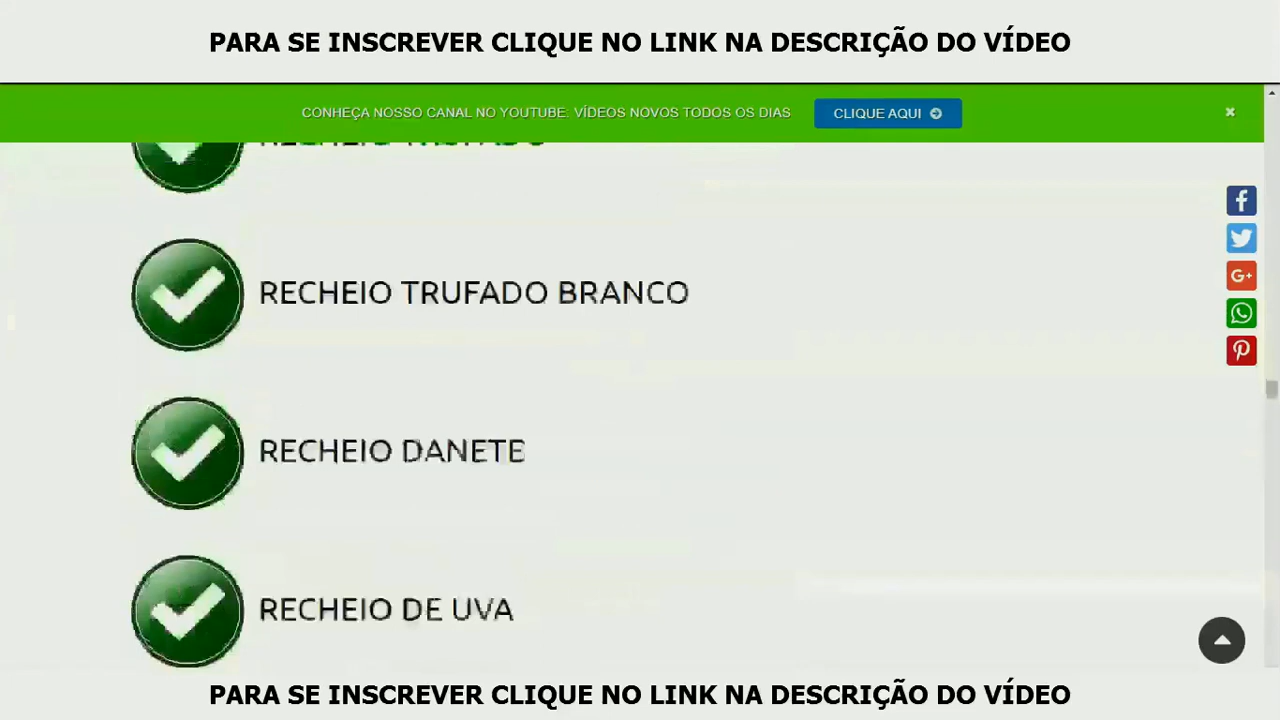 PARA SE INSCREVER CLIQUE NO LINK NA DESCRIÇÃO DO VÍDEO
CONHEÇA NOSSO CANAL NO YOUTUBE: VÍDEOS NOVOS TODOS OS DIAS
CLIQUE AQUI
RECHEIO TRUFADO
RECHEIO TRUFADO BRANCO
RECHEIO DANETE
RECHEIO DE UVA
PARA SE INSCREVER CLIQUE NO LINK NA DESCRIÇÃO DO VÍDEO